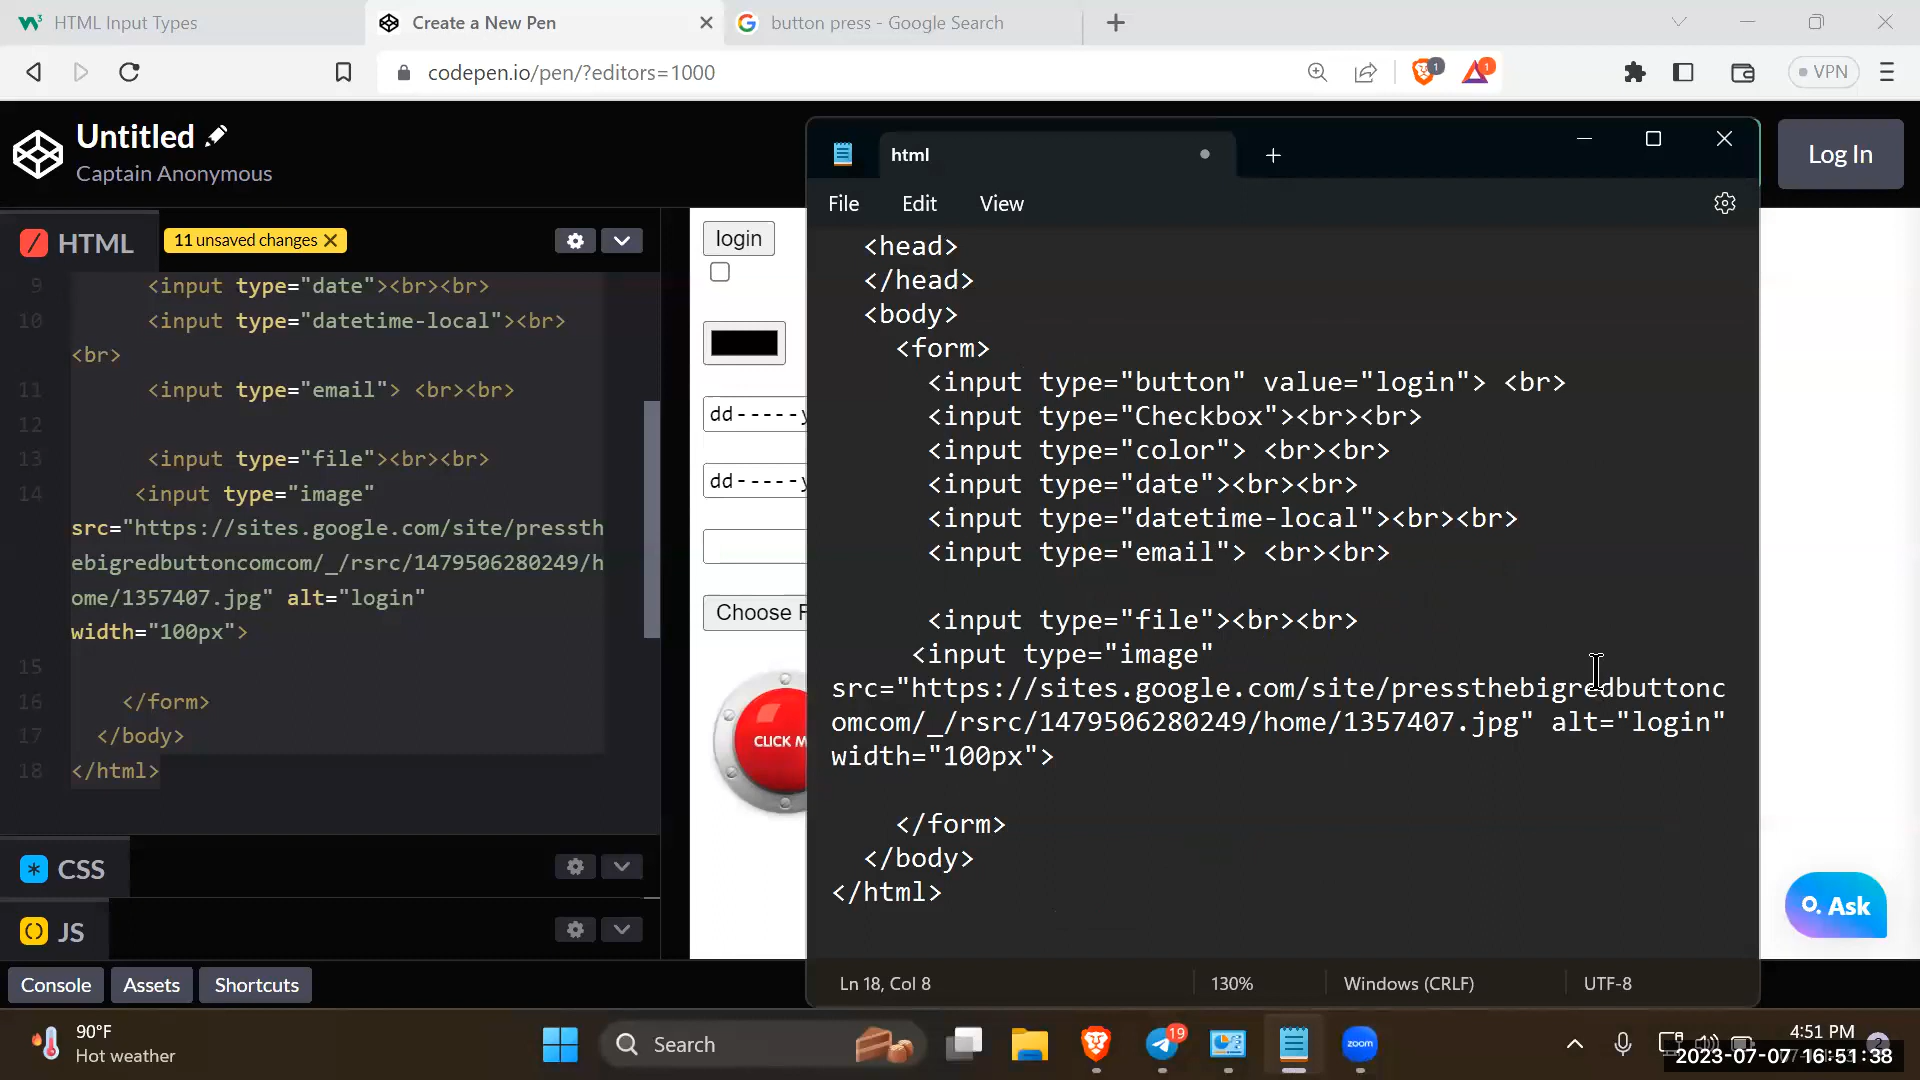 HTML Input Types
Create a New Pen
button press - Google Search
codepen.io/pen/?editors=1000
1
1
VPN
Untitled
Captain Anonymous
Log In
HTML
11 unsaved changes
9 <input type="date"><br><br>
10 <input type="datetime-local"><br>
<br>
11 <input type="email"> <br><br>
12
13 <input type="file"><br><br>
14 <input type="image"
src="https://sites.google.com/site/pressth
ebigredbuttoncomcom/_/rsrc/1479506280249/h
ome/1357407.jpg" alt="login"
width="100px">
15
16 </form>
17 </body>
18 </html>
CSS
JS
Console
Assets
Shortcuts
login
dd-----y
dd-----y
Choose F
CLICK M
html
File
Edit
View
<head>
</head>
<body>
<form>
<input type="button" value="login"> <br>
<input type="Checkbox"><br><br>
<input type="color"> <br><br>
<input type="date"><br><br>
<input type="datetime-local"><br><br>
<input type="email"> <br><br>
<input type="file"><br><br>
<input type="image"
src="https://sites.google.com/site/pressthebigredbuttonc
omcom/_/rsrc/1479506280249/home/1357407.jpg" alt="login"
width="100px">
</form>
</body>
</html>
Ln 18, Col 8
130%
Windows (CRLF)
UTF-8
Ask
90°F
Hot weather
Search
19
zoom
4:51 PM
2
2023-07-07 16:51:38